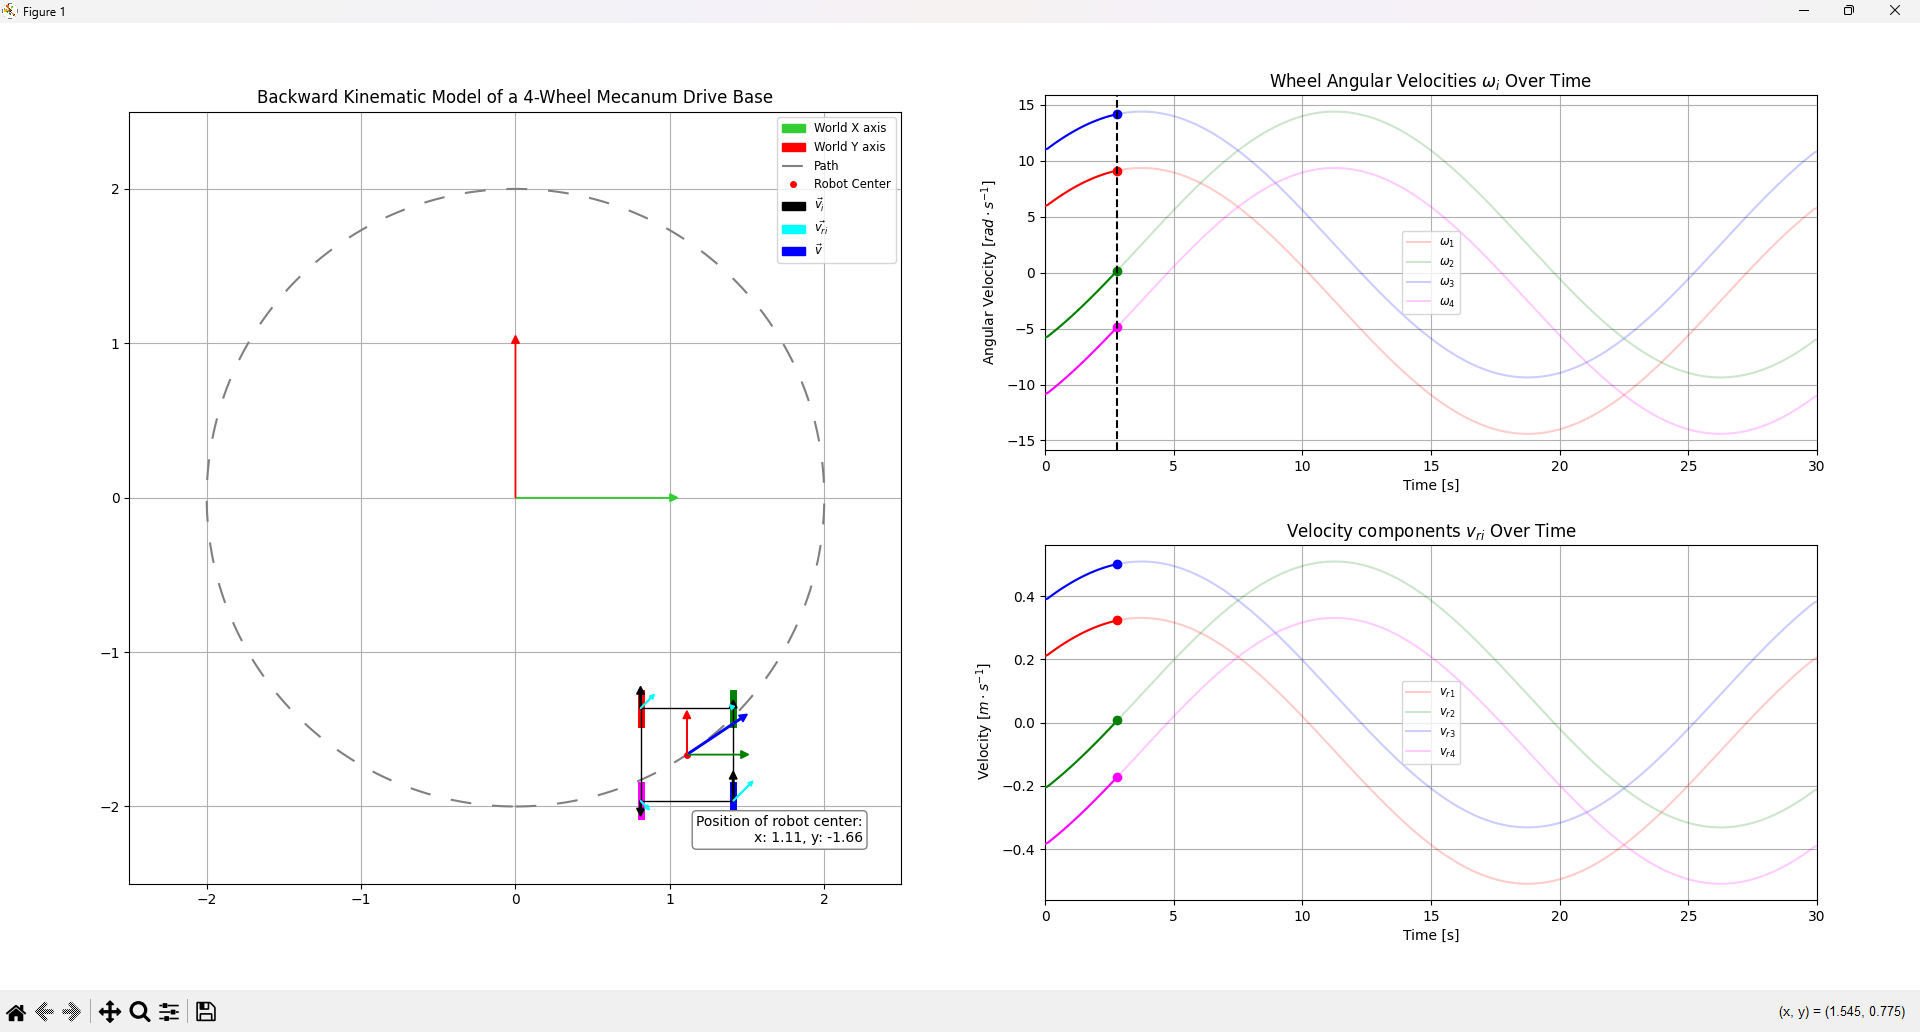 Figure 1
Backward Kinematic Model of a 4-Wheel Mecanum Drive Base
World X axis
World Y axis
Path
Robot Center
v⃗ᵢ
v⃗ᵣᵢ
v⃗
2
1
0
−1
−2
−2
−1
0
1
2
Position of robot center:
x: 1.11, y: -1.66
Wheel Angular Velocities ωᵢ Over Time
Angular Velocity [rad · s⁻¹]
15
10
5
0
−5
−10
−15
ω₁
ω₂
ω₃
ω₄
0
5
10
15
20
25
30
Time [s]
Velocity components vᵣᵢ Over Time
Velocity [m · s⁻¹]
0.4
0.2
0.0
−0.2
−0.4
vᵣ₁
vᵣ₂
vᵣ₃
vᵣ₄
0
5
10
15
20
25
30
Time [s]
(x, y) = (1.545, 0.775)